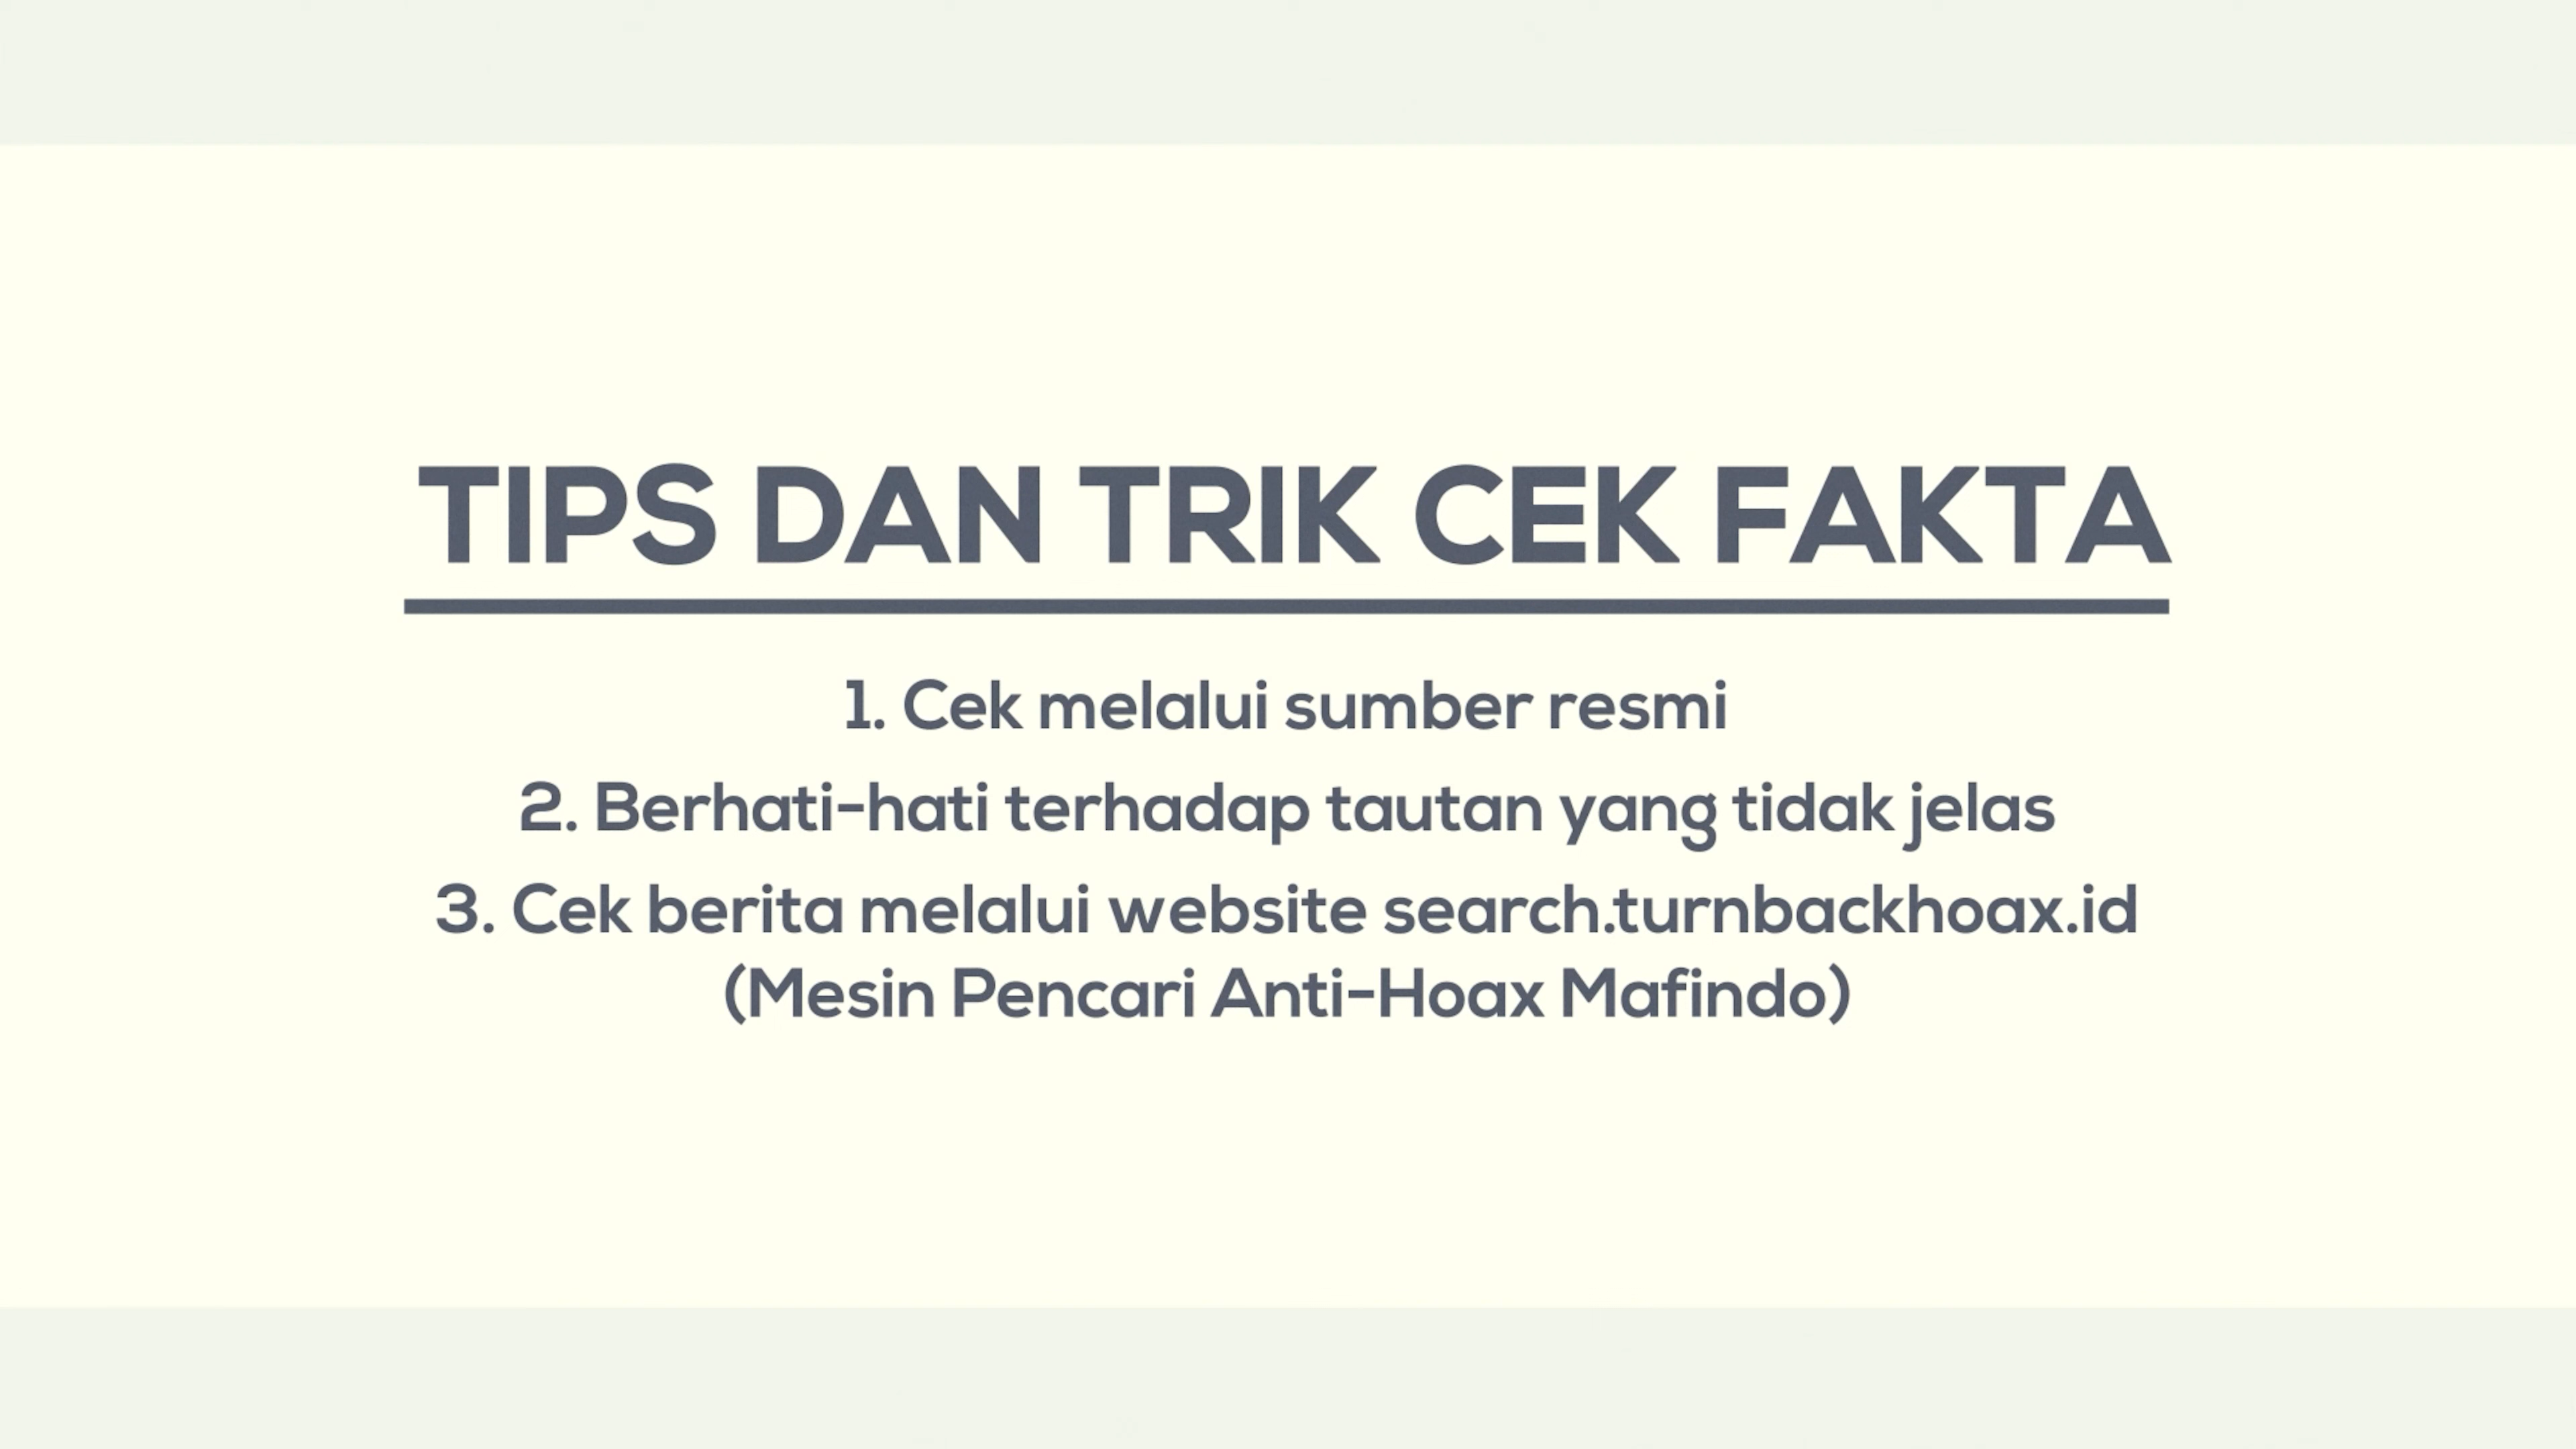 TIPS DAN TRIK CEK FAKTA
1. Cek melalui sumber resmi
2. Berhati-hati terhadap tautan yang tidak jelas
3. Cek berita melalui website search.turnbackhoax.id
(Mesin Pencari Anti-Hoax Mafindo)